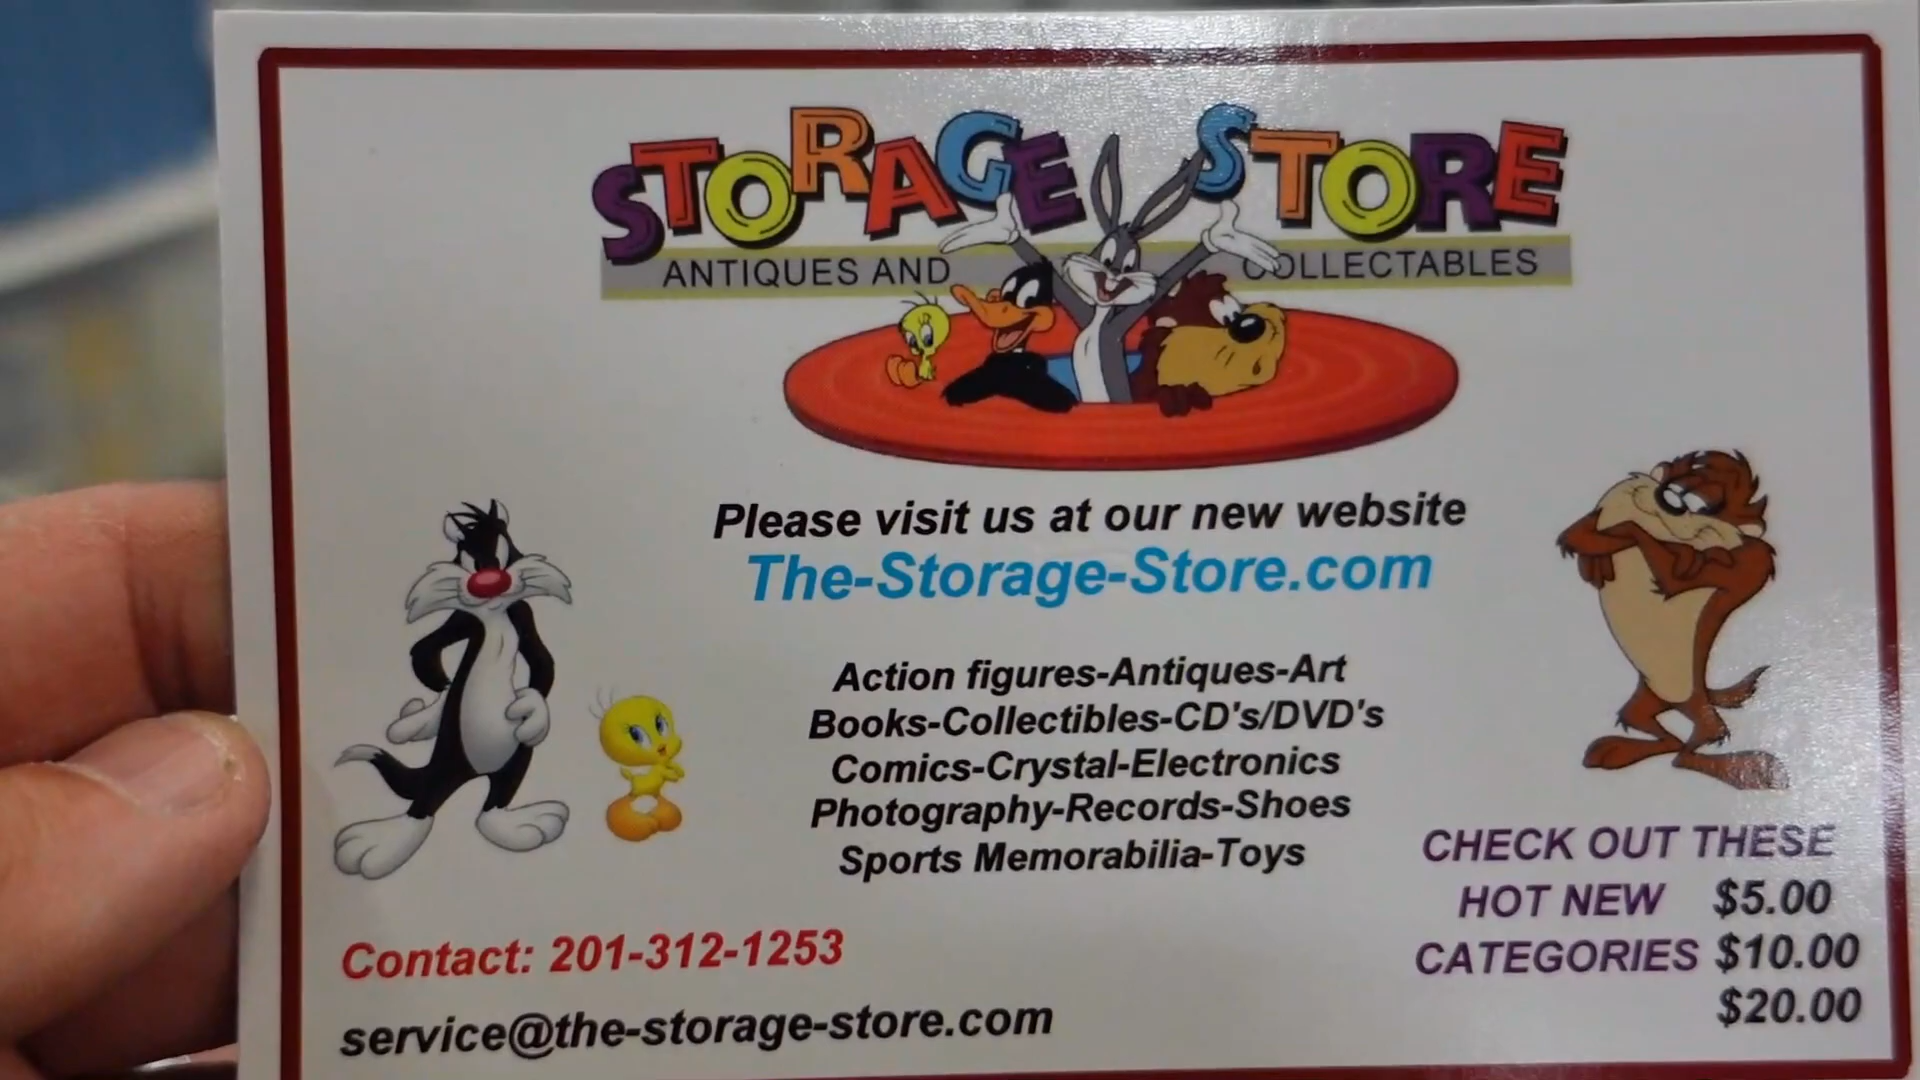 STORAGE STORE
ANTIQUES AND COLLECTABLES
Please visit us at our new website
The-Storage-Store.com
Action figures-Antiques-Art
Books-Collectibles-CD's/DVD's
Comics-Crystal-Electronics
Photography-Records-Shoes
Sports Memorabilia-Toys
CHECK OUT THESE
HOT NEW $5.00
CATEGORIES $10.00
$20.00
Contact: 201-312-1253
service@the-storage-store.com